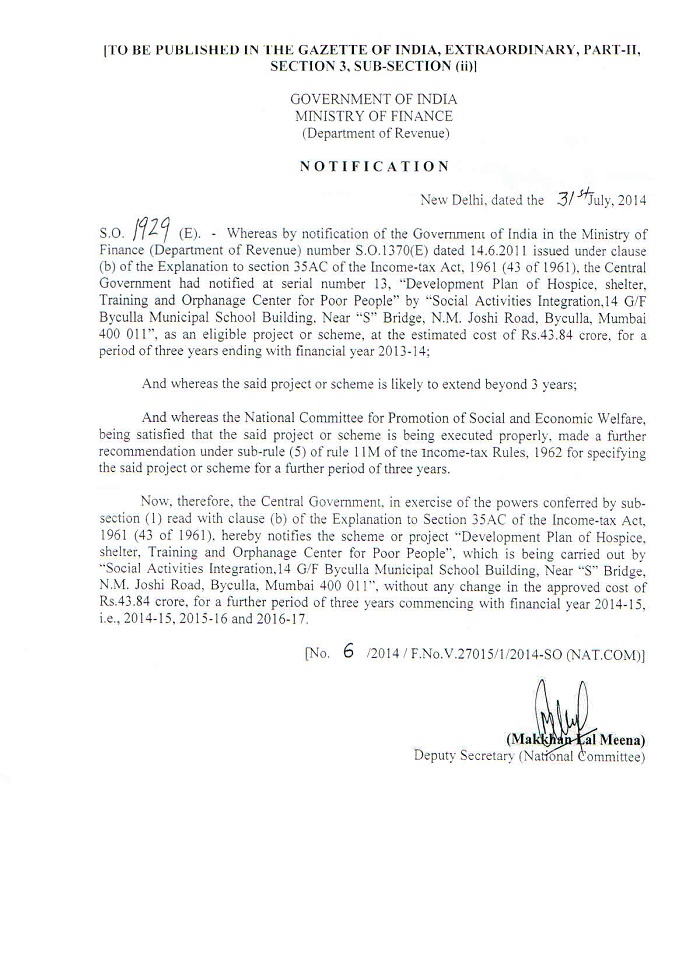 [TO BE PUBLISHED IN THE GAZETTE OF INDIA, EXTRAORDINARY, PART-II,
SECTION 3, SUB-SECTION (ii)]
GOVERNMENT OF INDIA
MINISTRY OF FINANCE
(Department of Revenue)
NOTIFICATION
New Delhi, dated the 31st July, 2014
S.O. 1929 (E). - Whereas by notification of the Government of India in the Ministry of
Finance (Department of Revenue) number S.O.1370(E) dated 14.6.2011 issued under clause
(b) of the Explanation to section 35AC of the Income-tax Act, 1961 (43 of 1961), the Central
Government had notified at serial number 13, “Development Plan of Hospice, shelter,
Training and Orphanage Center for Poor People” by “Social Activities Integration,14 G/F
Byculla Municipal School Building, Near “S” Bridge, N.M. Joshi Road, Byculla, Mumbai
400 011”, as an eligible project or scheme, at the estimated cost of Rs.43.84 crore, for a
period of three years ending with financial year 2013-14;
And whereas the said project or scheme is likely to extend beyond 3 years;
And whereas the National Committee for Promotion of Social and Economic Welfare,
being satisfied that the said project or scheme is being executed properly, made a further
recommendation under sub-rule (5) of rule 11M of the Income-tax Rules, 1962 for specifying
the said project or scheme for a further period of three years.
Now, therefore, the Central Government, in exercise of the powers conferred by sub-
section (1) read with clause (b) of the Explanation to Section 35AC of the Income-tax Act,
1961 (43 of 1961), hereby notifies the scheme or project “Development Plan of Hospice,
shelter, Training and Orphanage Center for Poor People”, which is being carried out by
“Social Activities Integration,14 G/F Byculla Municipal School Building, Near “S” Bridge,
N.M. Joshi Road, Byculla, Mumbai 400 011”, without any change in the approved cost of
Rs.43.84 crore, for a further period of three years commencing with financial year 2014-15,
i.e., 2014-15, 2015-16 and 2016-17.
[No. 6 /2014 / F.No.V.27015/1/2014-SO (NAT.COM)]
(Makkhan Lal Meena)
Deputy Secretary (National Committee)